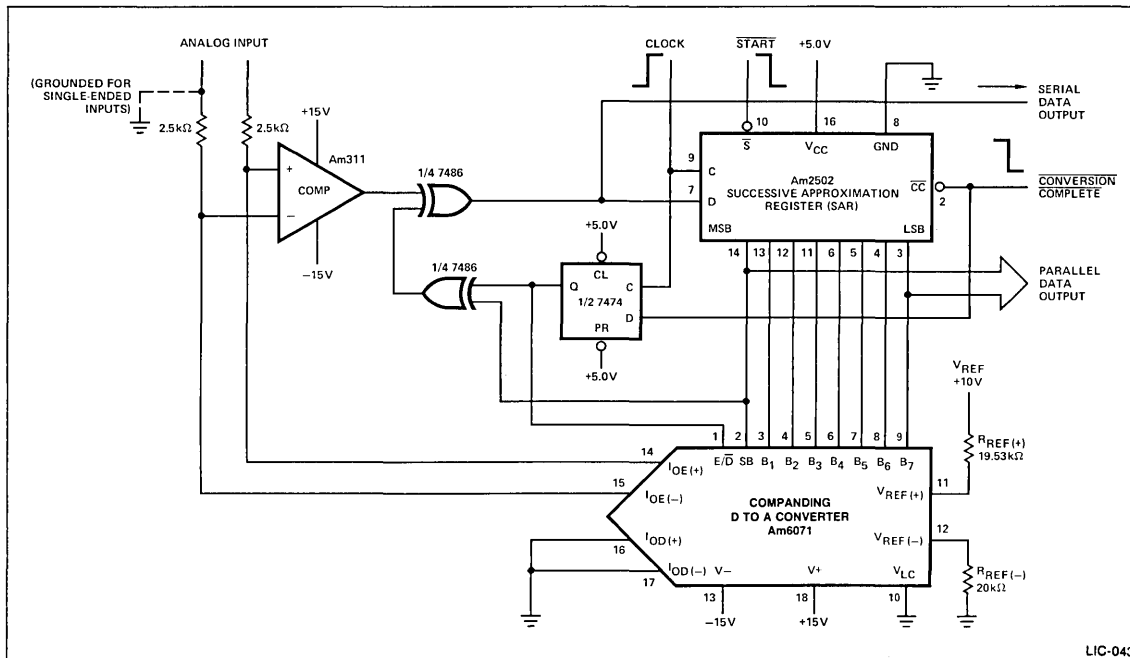 ANALOG INPUT
(GROUNDED FOR
SINGLE-ENDED
INPUTS)
2.5kΩ
2.5kΩ
+15V
Am311
+
COMP
−
−15V
1/4 7486
1/4 7486
CLOCK
START
+5.0V
SERIAL
DATA
OUTPUT
10
16
8
S
VCC
GND
9
C
7
D
Am2502
SUCCESSIVE APPROXIMATION
REGISTER (SAR)
CC
2
CONVERSION
COMPLETE
MSB
LSB
14 13 12 11 6 5 4 3
PARALLEL
DATA
OUTPUT
+5.0V
CL
Q
C
1/2 7474
D
PR
+5.0V
VREF
+10V
RREF(+)
19.53kΩ
1 2 3 4 5 6 7 8 9
E/D SB B1 B2 B3 B4 B5 B6 B7
14
IOE(+)
15
IOE(−)
16
IOD(+)
17
IOD(−)
COMPANDING
D TO A CONVERTER
Am6071
VREF(+)
11
VREF(−)
12
RREF(−)
20kΩ
V−
V+
VLC
13
18
10
−15V
+15V